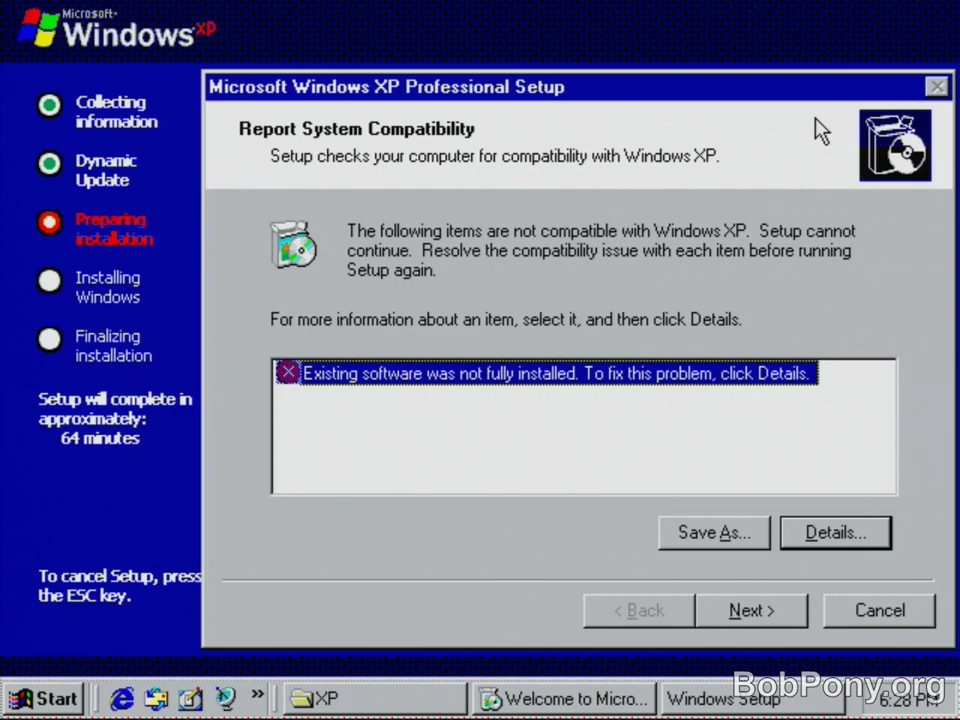 Microsoft
Windows XP
Collecting
information
Dynamic
Update
Preparing
installation
Installing
Windows
Finalizing
installation
Setup will complete in
approximately:
64 minutes
To cancel Setup, press
the ESC key.
Microsoft Windows XP Professional Setup
Report System Compatibility
Setup checks your computer for compatibility with Windows XP.
The following items are not compatible with Windows XP. Setup cannot
continue. Resolve the compatibility issue with each item before running
Setup again.
For more information about an item, select it, and then click Details.
Existing software was not fully installed. To fix this problem, click Details.
Save As...
Details...
< Back
Next >
Cancel
Start
»
XP
Welcome to Micro...
Windows Setup
6:28 PM
BobPony.org